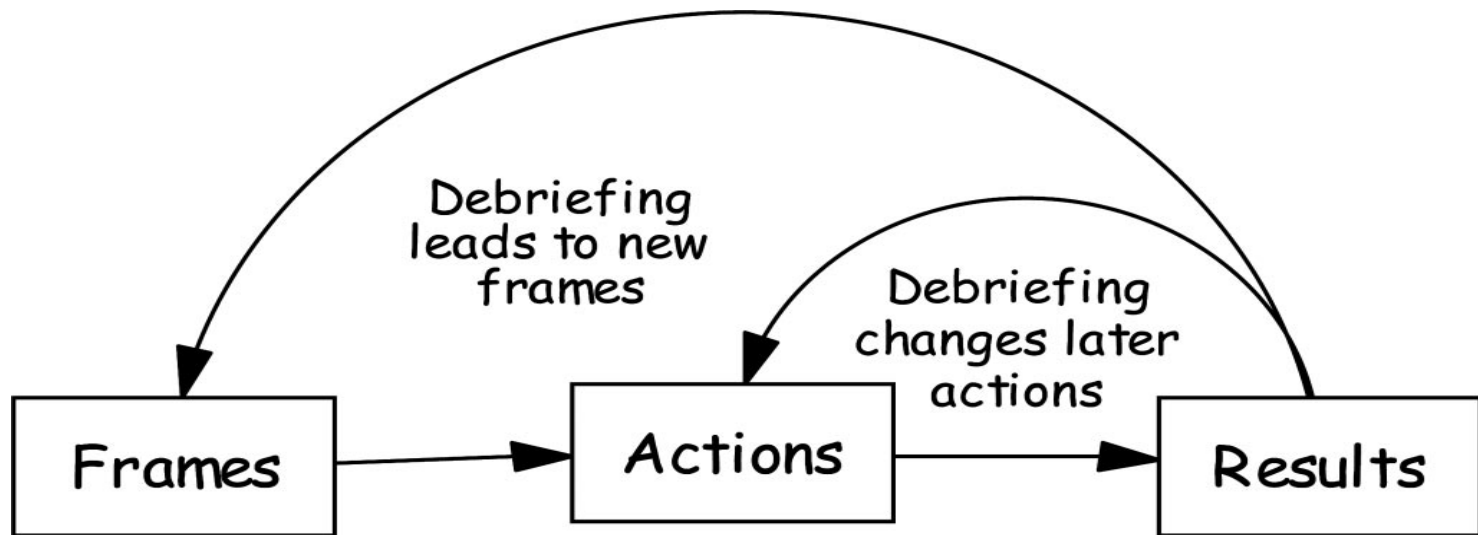 Debriefing
leads to new
frames
Debriefing
changes later
actions
Frames
Actions
Results